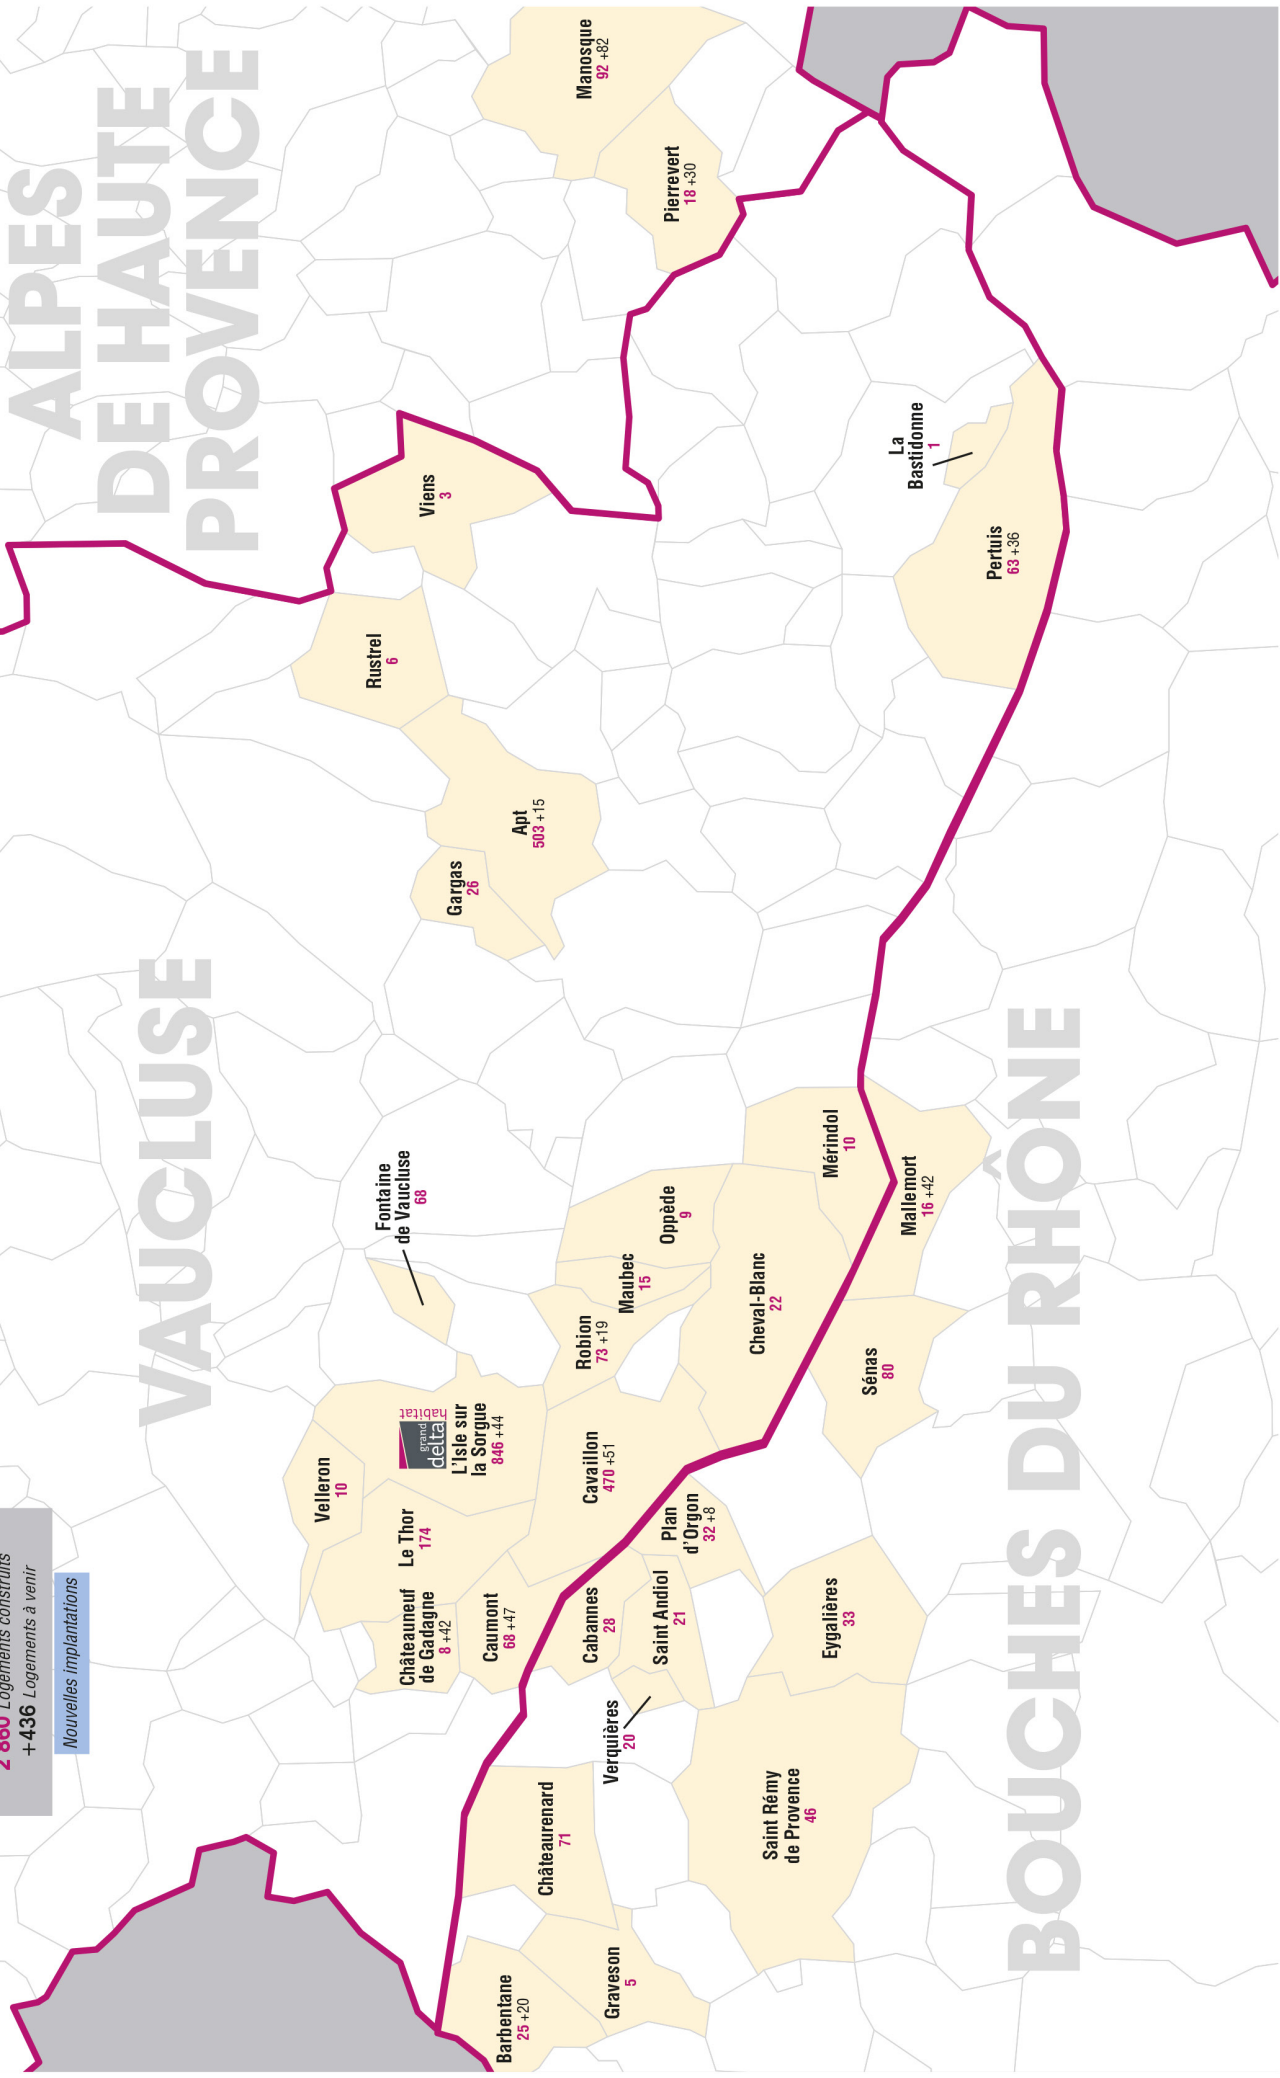 2 860 Logements construits
+436 Logements à venir
Nouvelles implantations
VAUCLUSE
ALPES
DE HAUTE
PROVENCE
BOUCHES DU RHÔNE
Velleron
10
Le Thor
174
Châteauneuf
de Gadagne
8 +42
grand
delta
habitat
L'Isle sur
la Sorgue
846 +44
Fontaine
de Vaucluse
68
Caumont
68 +47
Cavaillon
470 +51
Robion
73 +19
Maubec
15
Oppède
9
Cheval-Blanc
22
Mérindol
10
Gargas
26
Apt
503 +15
Rustrel
6
Viens
3
Manosque
92 +82
Pierrevert
18 +30
La
Bastidonne
1
Pertuis
63 +36
Barbentane
25 +20
Graveson
5
Châteaurenard
71
Verquières
20
Cabannes
28
Saint Andiol
21
Plan
d'Orgon
32 +8
Saint Rémy
de Provence
46
Eygalières
33
Sénas
80
Mallemort
16 +42